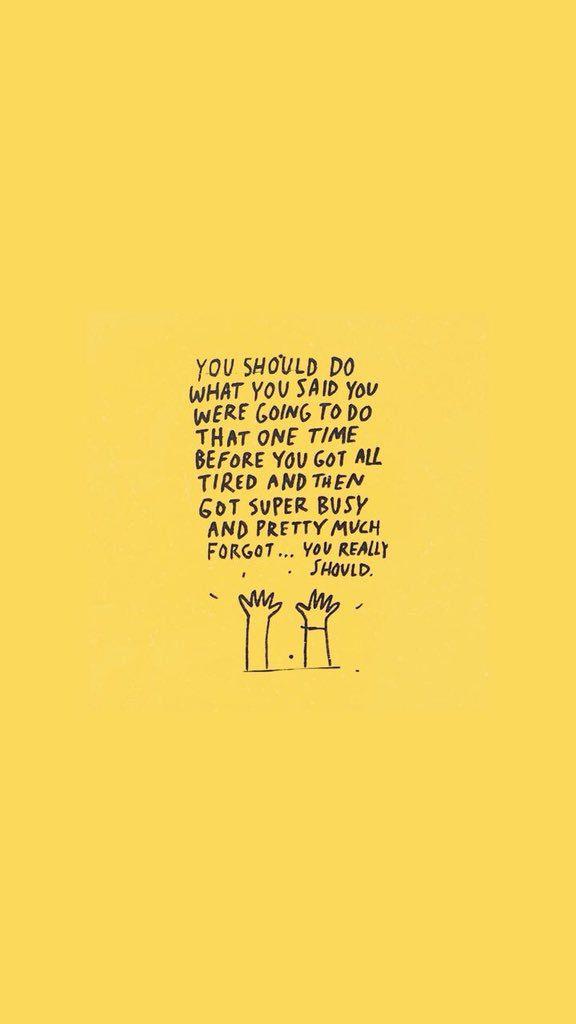 YOU SHOULD DO
WHAT YOU SAID YOU
WERE GOING TO DO
THAT ONE TIME
BEFORE YOU GOT ALL
TIRED AND THEN
GOT SUPER BUSY
AND PRETTY MUCH
FORGOT... YOU REALLY
SHOULD.